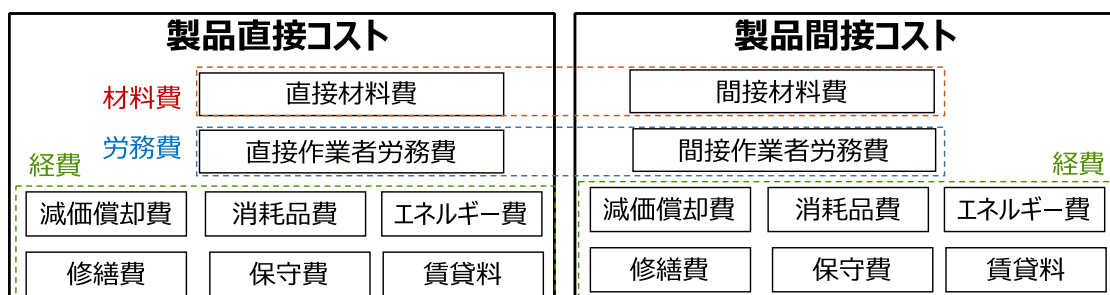 製品直接コスト
製品間接コスト
材料費
直接材料費
間接材料費
労務費
直接作業者労務費
間接作業者労務費
経費
経費
減価償却費
消耗品費
エネルギー費
減価償却費
消耗品費
エネルギー費
修繕費
保守費
賃貸料
修繕費
保守費
賃貸料